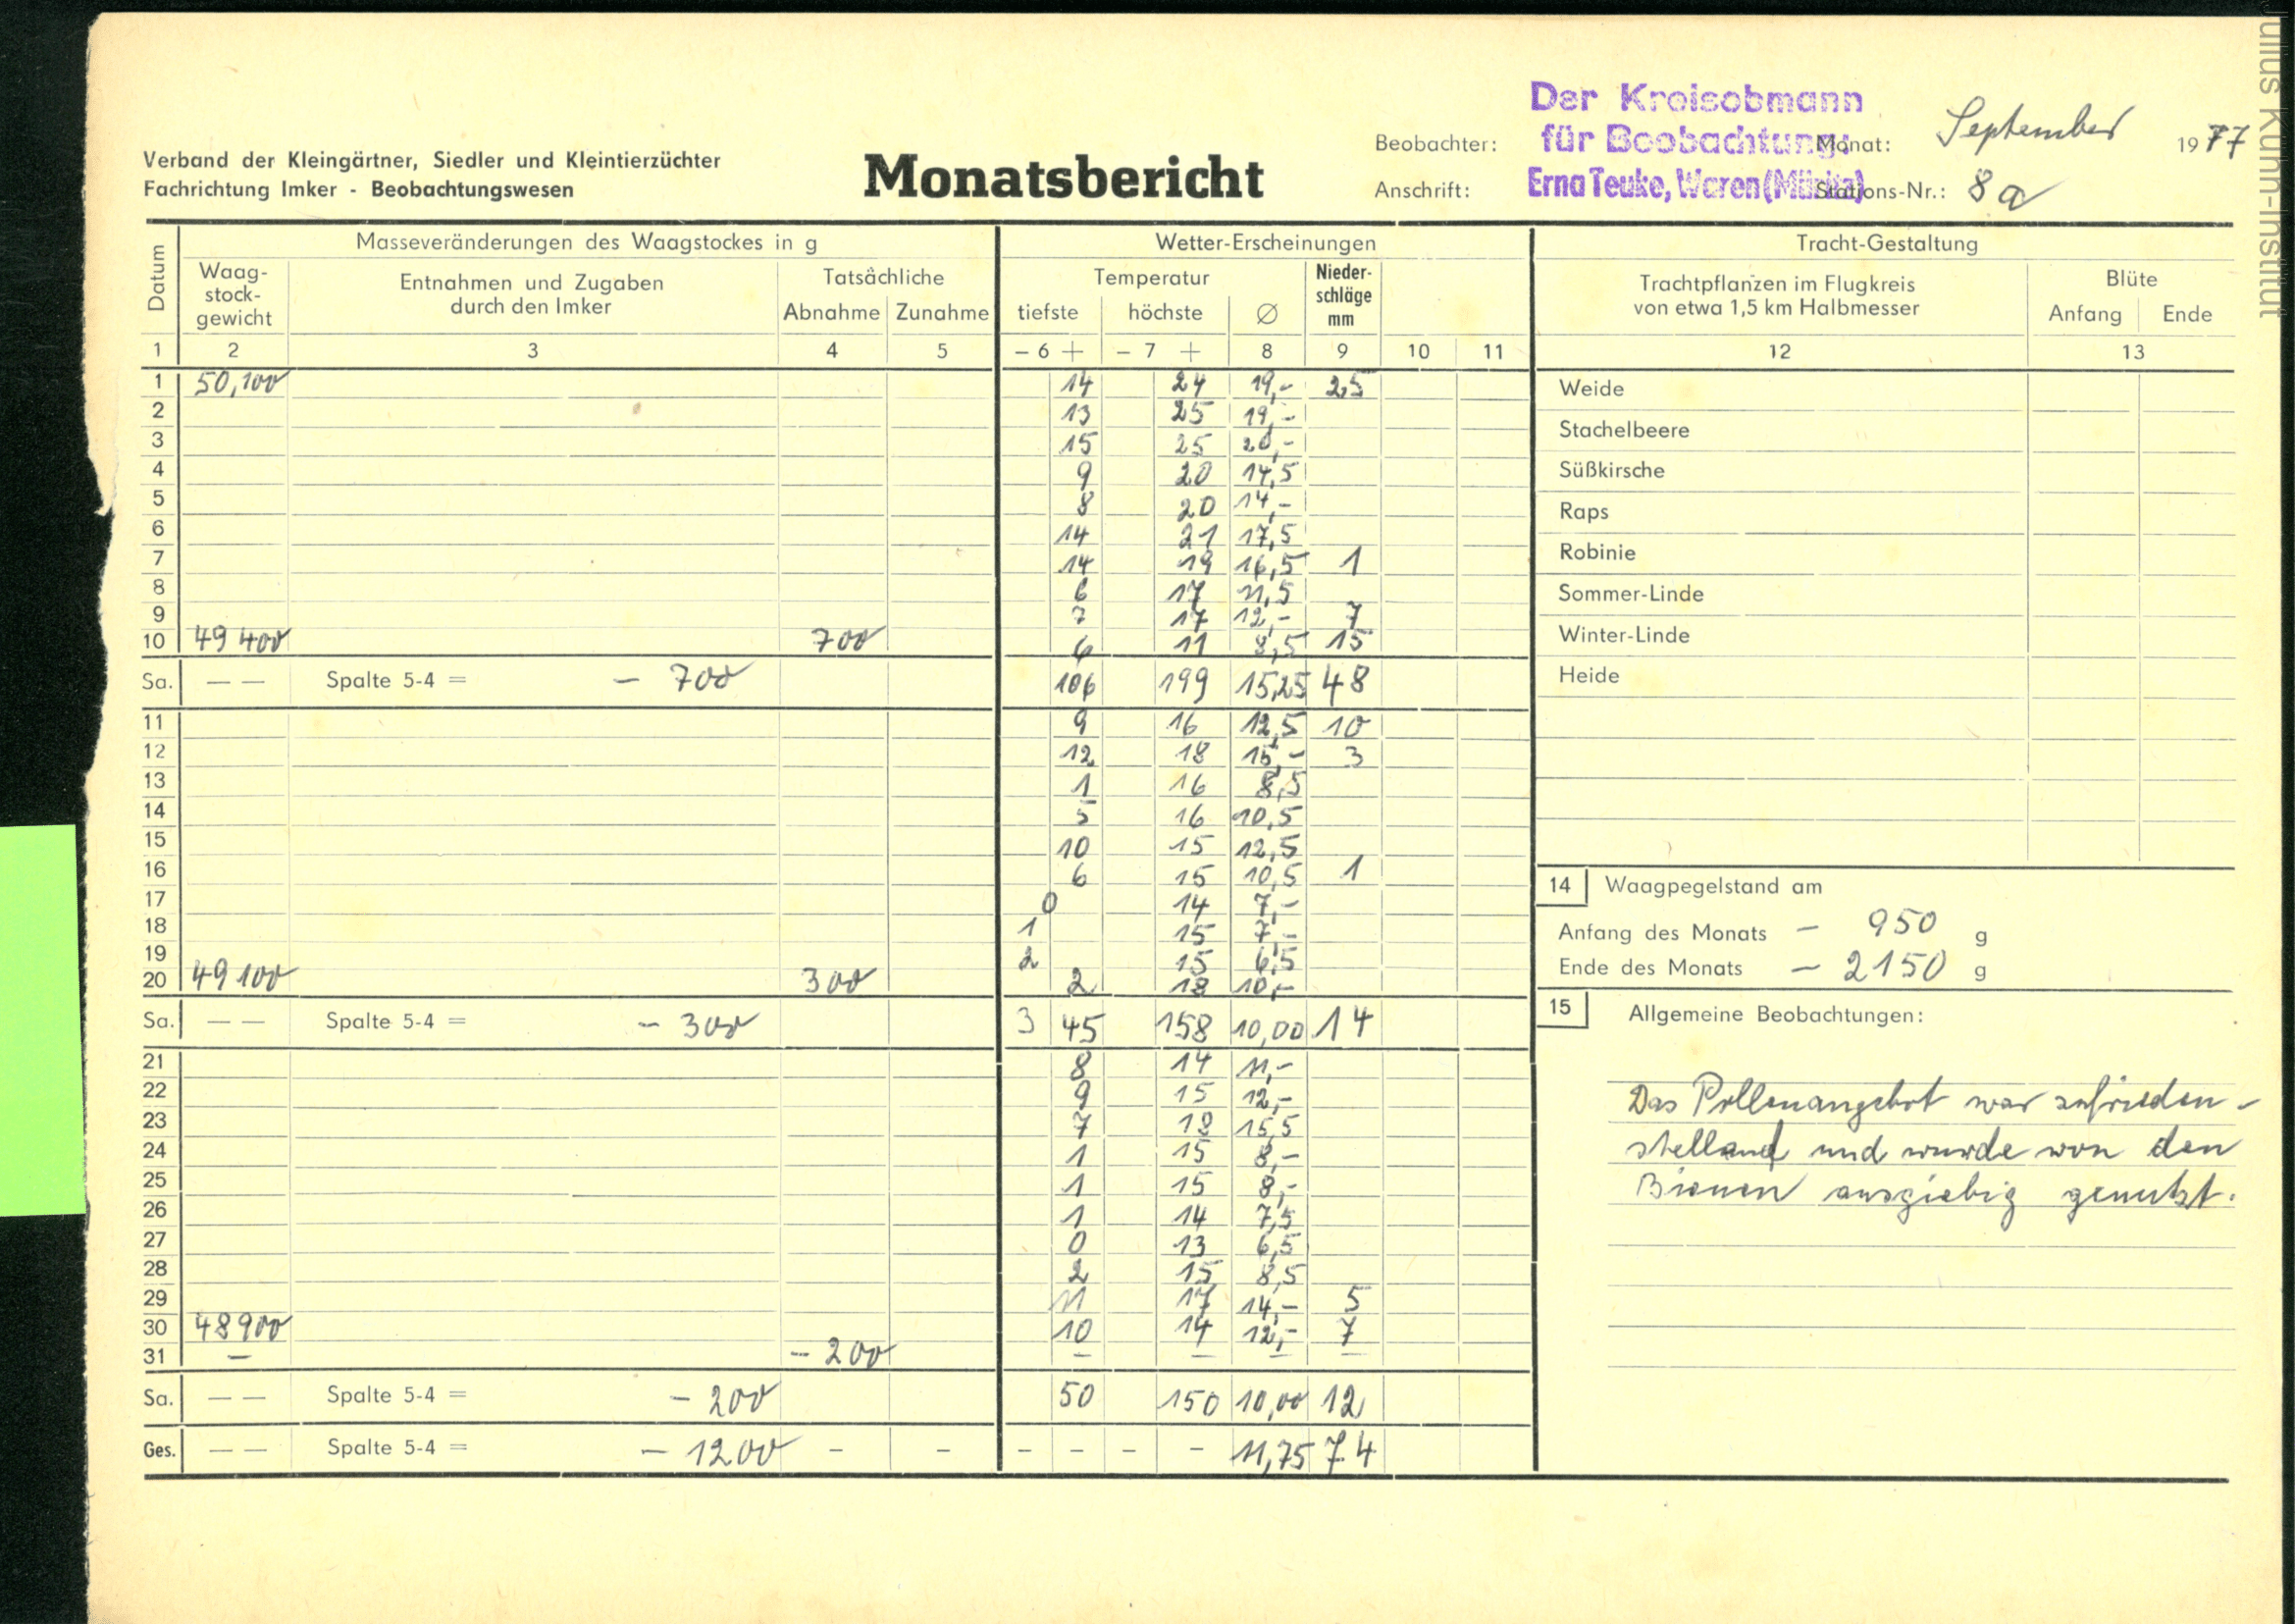 Julius Kühn-Institut
Der Kreisobmann
für Beobachtung:
Erna Teuke, Waren (Müritz)
Verband der Kleingärtner, Siedler und Kleintierzüchter
Fachrichtung Imker - Beobachtungswesen
Monatsbericht
Beobachter:
Anschrift:
Monat: September 1977
Stations-Nr.: 8a
Datum
Masseveränderungen des Waagstockes in g
Waag-
stock-
gewicht
Entnahmen und Zugaben
durch den Imker
Tatsächliche
Abnahme Zunahme
Wetter-Erscheinungen
Temperatur
tiefste höchste Ø
Nieder-
schläge
mm
Tracht-Gestaltung
Trachtpflanzen im Flugkreis
von etwa 1,5 km Halbmesser
Blüte
Anfang Ende
1 2 3 4 5 - 6 + - 7 + 8 9 10 11 12 13
1 50,100 14 24 19,- 25
2 13 25 19,-
3 15 25 20,-
4 9 20 14,5
5 8 20 14,-
6 14 21 17,5
7 14 19 16,5 1
8 6 17 11,5
9 7 17 12,- 7
10 49 400 700 6 11 8,5 15
Sa. — — Spalte 5-4 = - 700 106 199 15,25 48
11 9 16 12,5 10
12 12 18 15,- 3
13 1 16 8,5
14 5 16 10,5
15 10 15 12,5
16 6 15 10,5 1
17 0 14 7,-
18 1 15 7,-
19 2 15 6,5
20 49 100 300 2 18 10,-
Sa. — — Spalte 5-4 = - 300 3 45 158 10,00 14
21 8 14 11,-
22 9 15 12,-
23 7 18 15,5
24 1 15 8,-
25 1 15 8,-
26 1 14 7,5
27 0 13 6,5
28 2 15 8,5
29 11 17 14,- 5
30 48 900 10 14 12,- 7
31 — - 200 — — — —
Sa. — — Spalte 5-4 = - 200 50 150 10,00 12
Ges. — — Spalte 5-4 = - 1200 - - - - - - 11,75 74
Weide
Stachelbeere
Süßkirsche
Raps
Robinie
Sommer-Linde
Winter-Linde
Heide
14 Waagpegelstand am
Anfang des Monats - 950 g
Ende des Monats - 2150 g
15 Allgemeine Beobachtungen:
Das Pollenangebot war zufrieden-
stelland und wurde von den
Bienen ausgiebig genutzt.